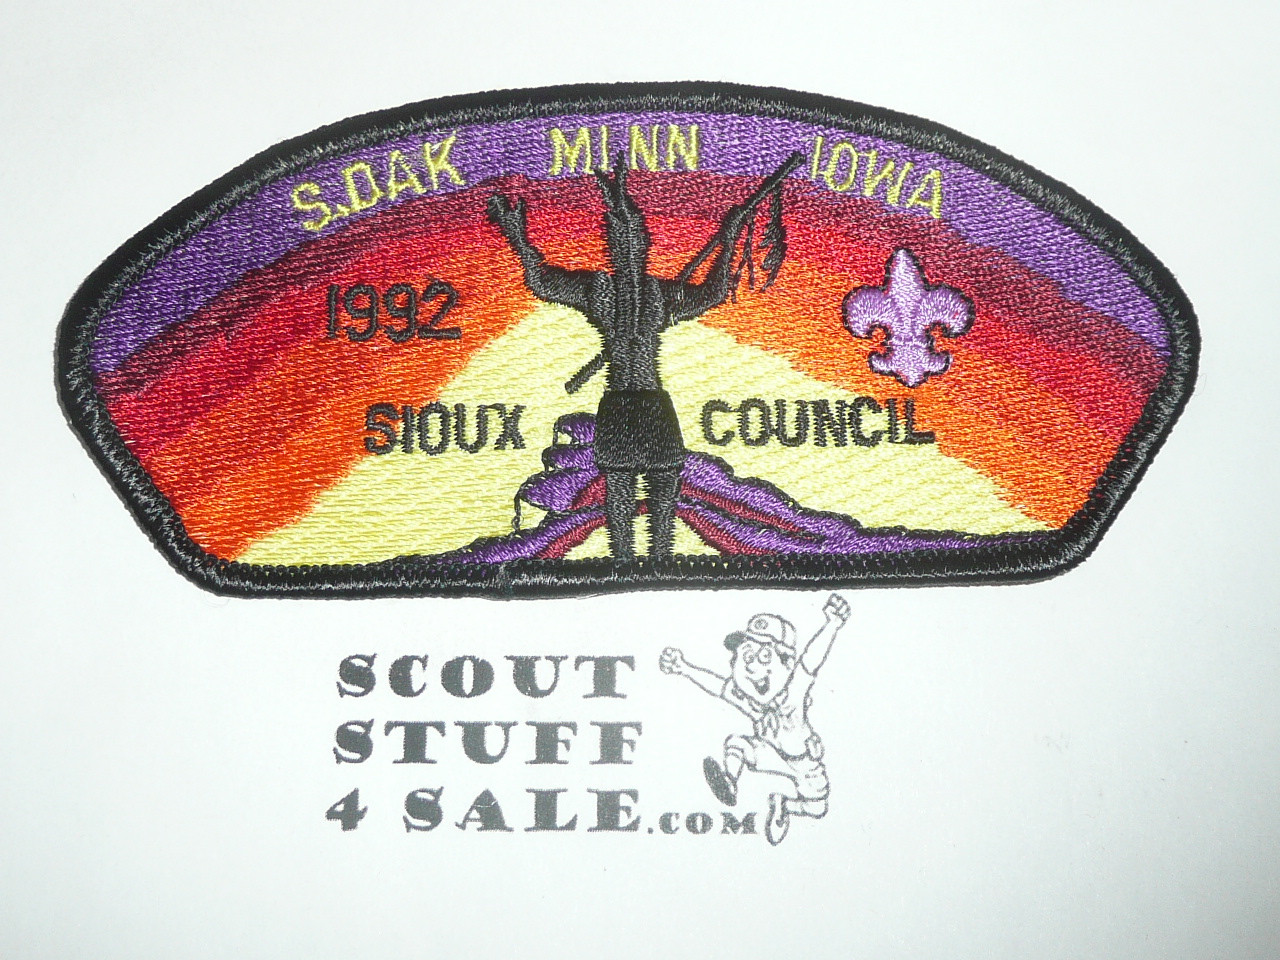 S.DAK MINN IOWA
1992
SIOUX COUNCIL
SCOUT
STUFF
4 SALE.COM